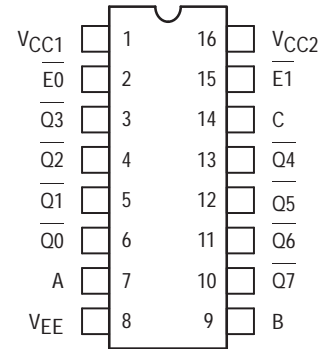 VCC1 1 16 VCC2
E0 2 15 E1
Q3 3 14 C
Q2 4 13 Q4
Q1 5 12 Q5
Q0 6 11 Q6
A 7 10 Q7
VEE 8 9 B